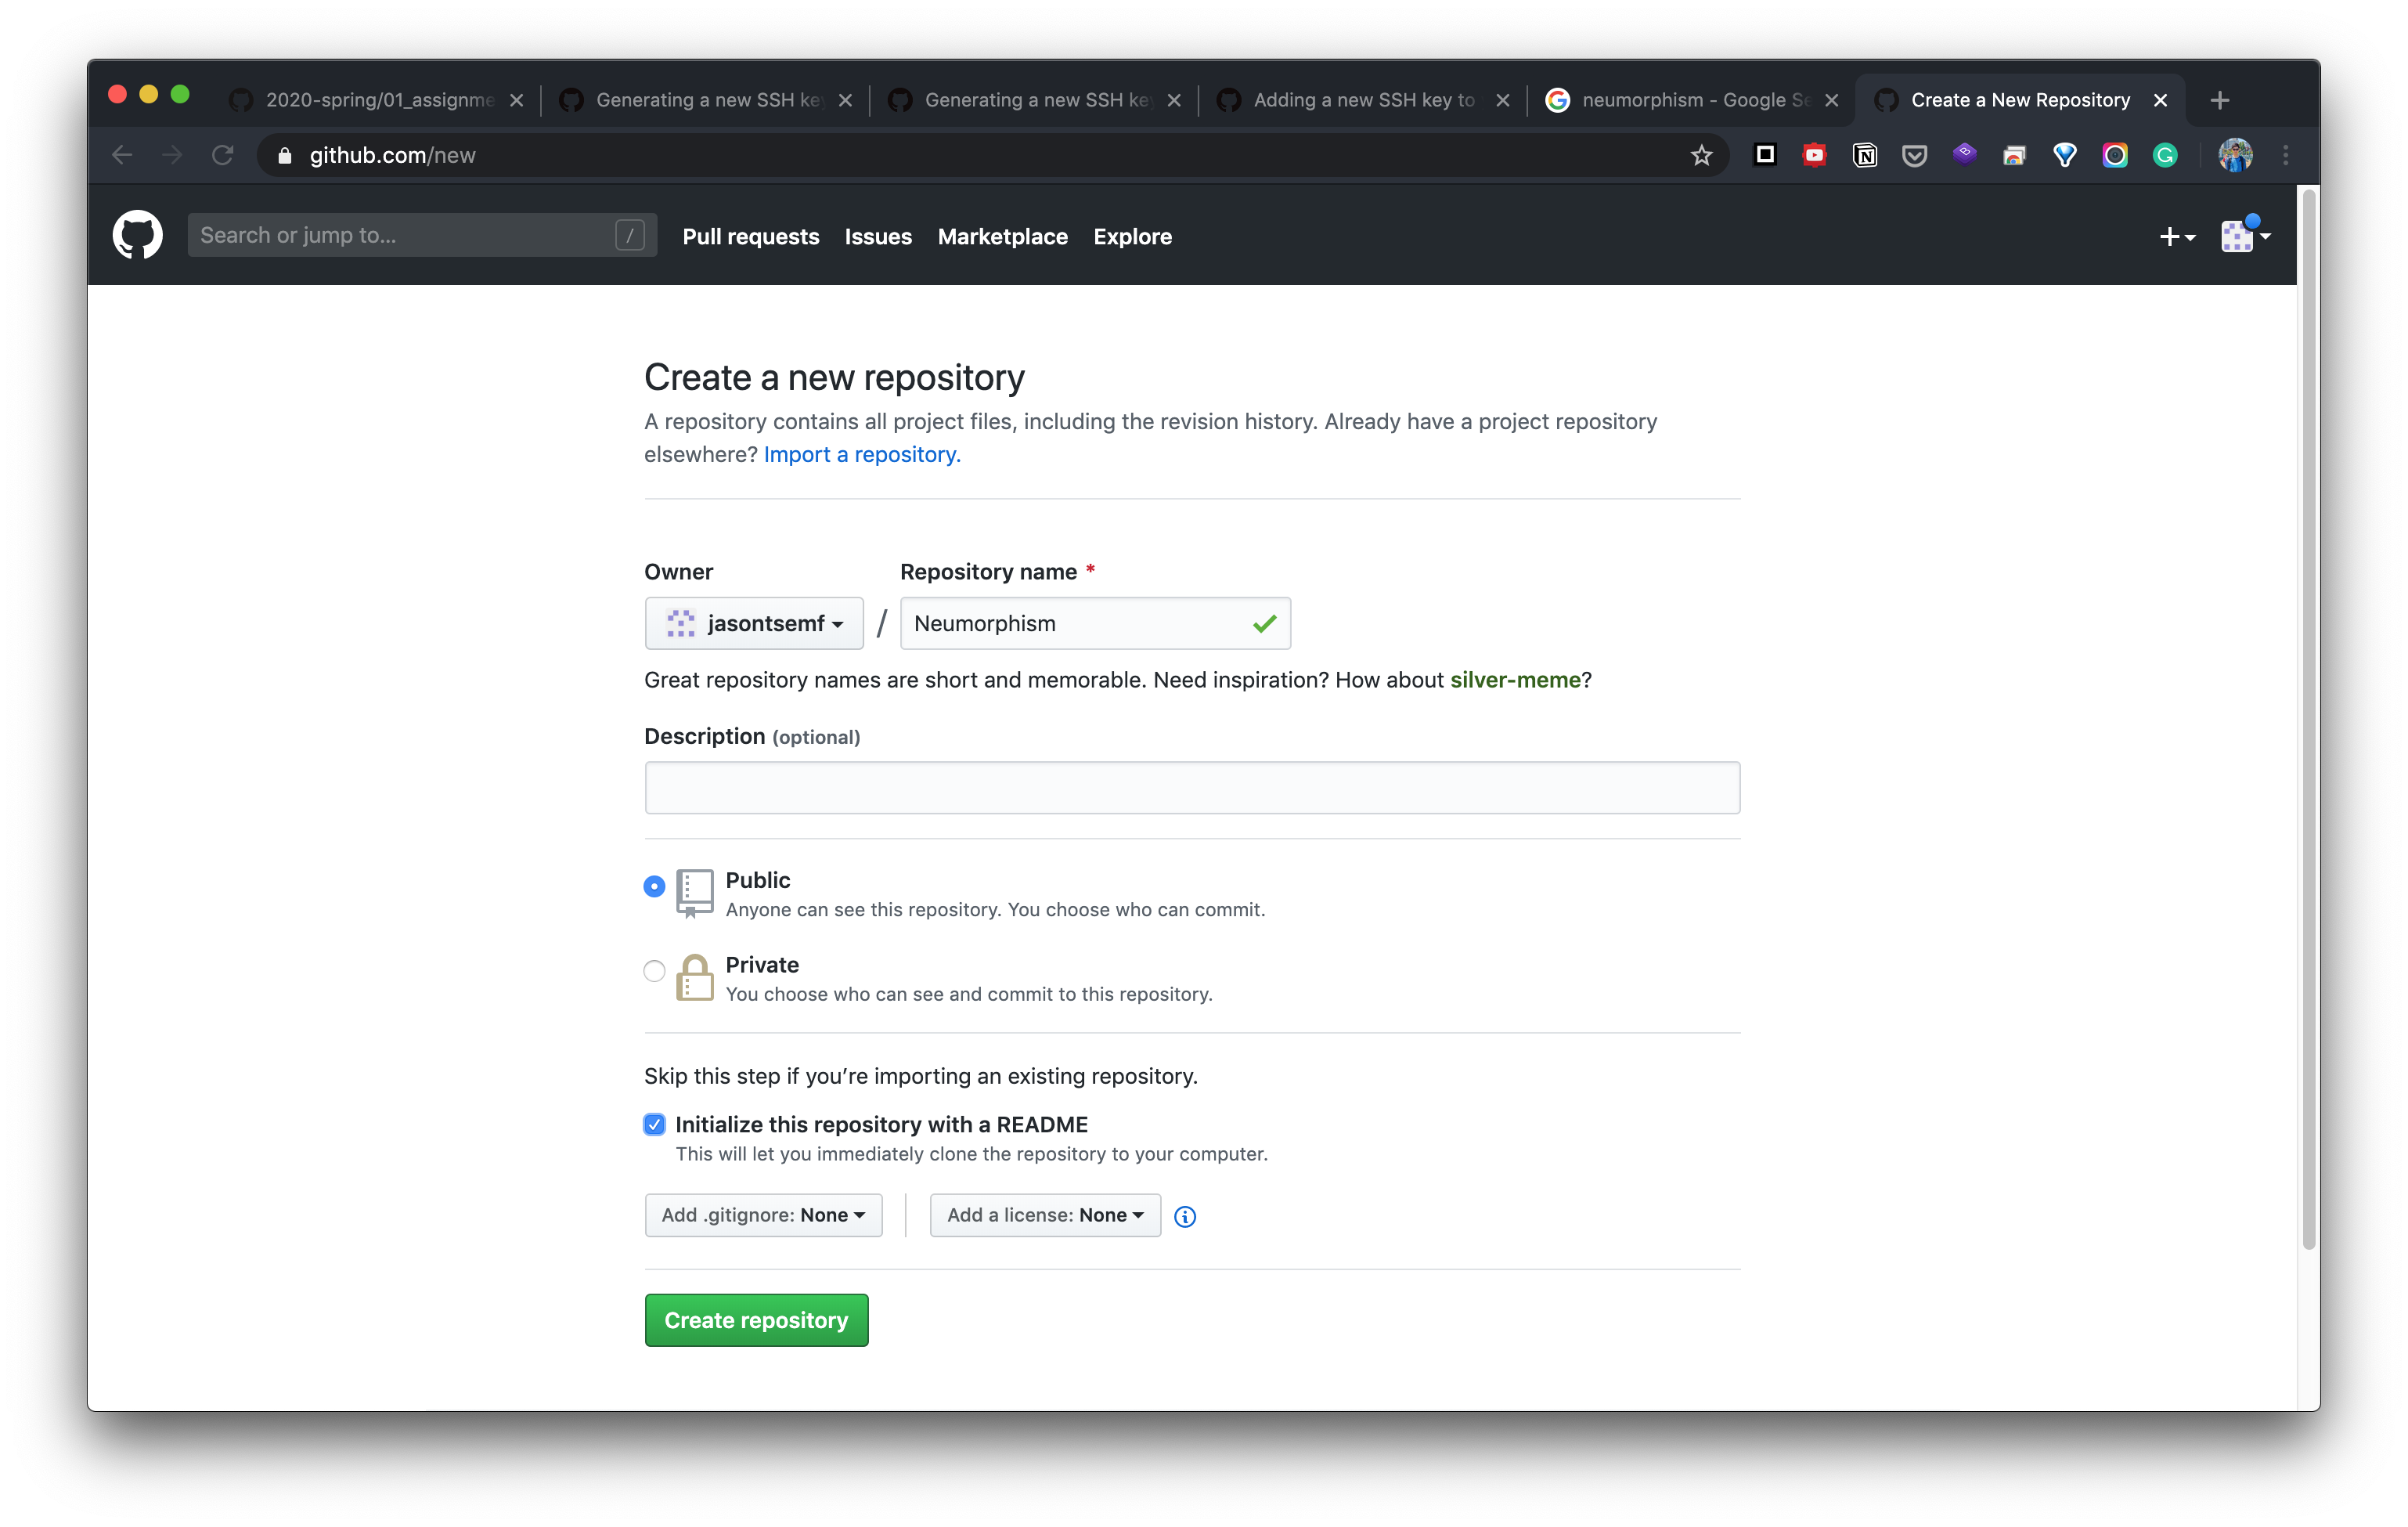 2020-spring/01_assignme
Generating a new SSH key
Generating a new SSH key
Adding a new SSH key to
neumorphism - Google Se
Create a New Repository
github.com/new
Search or jump to...
/
Pull requests
Issues
Marketplace
Explore
Create a new repository
A repository contains all project files, including the revision history. Already have a project repository
elsewhere? Import a repository.
Owner
Repository name *
jasontsemf
/
Neumorphism
Great repository names are short and memorable. Need inspiration? How about silver-meme?
Description (optional)
Public
Anyone can see this repository. You choose who can commit.
Private
You choose who can see and commit to this repository.
Skip this step if you’re importing an existing repository.
Initialize this repository with a README
This will let you immediately clone the repository to your computer.
Add .gitignore: None
Add a license: None
Create repository